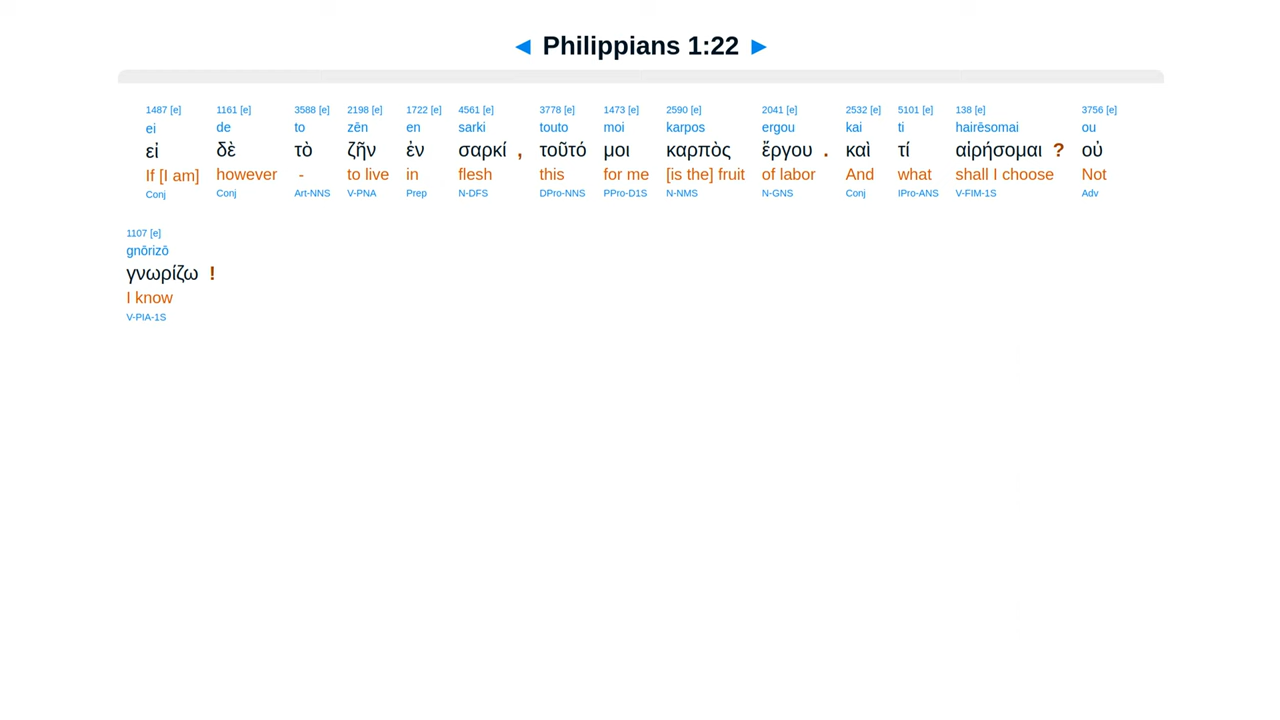 ◄ Philippians 1:22 ►
1487 [e] 1161 [e] 3588 [e] 2198 [e] 1722 [e] 4561 [e] 3778 [e] 1473 [e] 2590 [e] 2041 [e] 2532 [e] 5101 [e] 138 [e] 3756 [e]
ei de to zēn en sarki touto moi karpos ergou kai ti hairēsomai ou
εἰ δὲ τὸ ζῆν ἐν σαρκί , τοῦτό μοι καρπὸς ἔργου . καὶ τί αἱρήσομαι ? οὐ
If [I am] however - to live in flesh this for me [is the] fruit of labor And what shall I choose Not
Conj Conj Art-NNS V-PNA Prep N-DFS DPro-NNS PPro-D1S N-NMS N-GNS Conj IPro-ANS V-FIM-1S Adv
1107 [e]
gnōrizō
γνωρίζω !
I know
V-PIA-1S